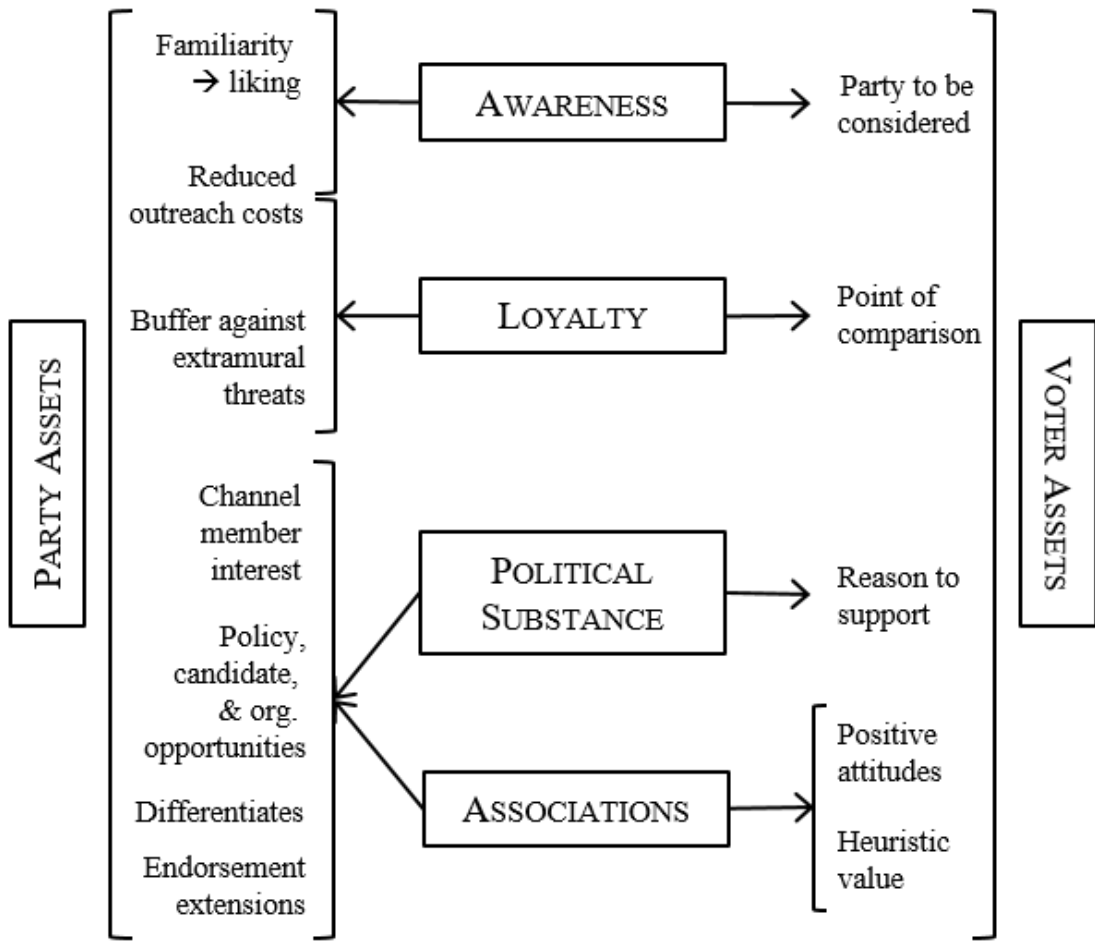 PARTY ASSETS
Familiarity
→ liking
Reduced
outreach costs
Buffer against
extramural
threats
Channel
member
interest
Policy,
candidate,
& org.
opportunities
Differentiates
Endorsement
extensions
AWARENESS
LOYALTY
POLITICAL
SUBSTANCE
ASSOCIATIONS
Party to be
considered
Point of
comparison
Reason to
support
Positive
attitudes
Heuristic
value
VOTER ASSETS